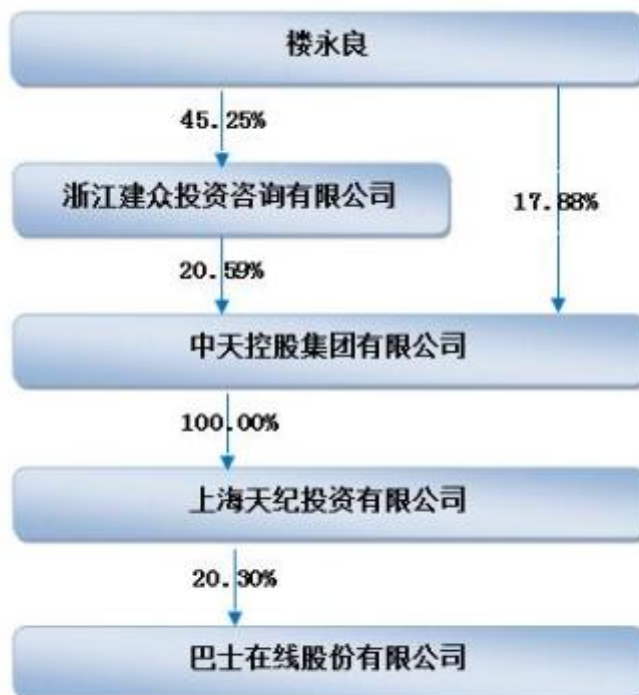 楼永良
45.25%
浙江建众投资咨询有限公司
17.88%
20.59%
中天控股集团有限公司
100.00%
上海天纪投资有限公司
20.30%
巴士在线股份有限公司